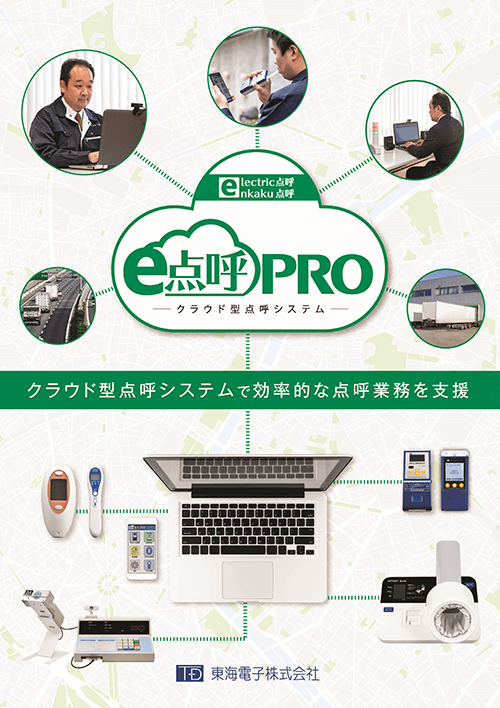 electric点呼
enkaku点呼
e点呼PRO
クラウド型点呼システム
クラウド型点呼システムで効率的な点呼業務を支援
TD 東海電子株式会社